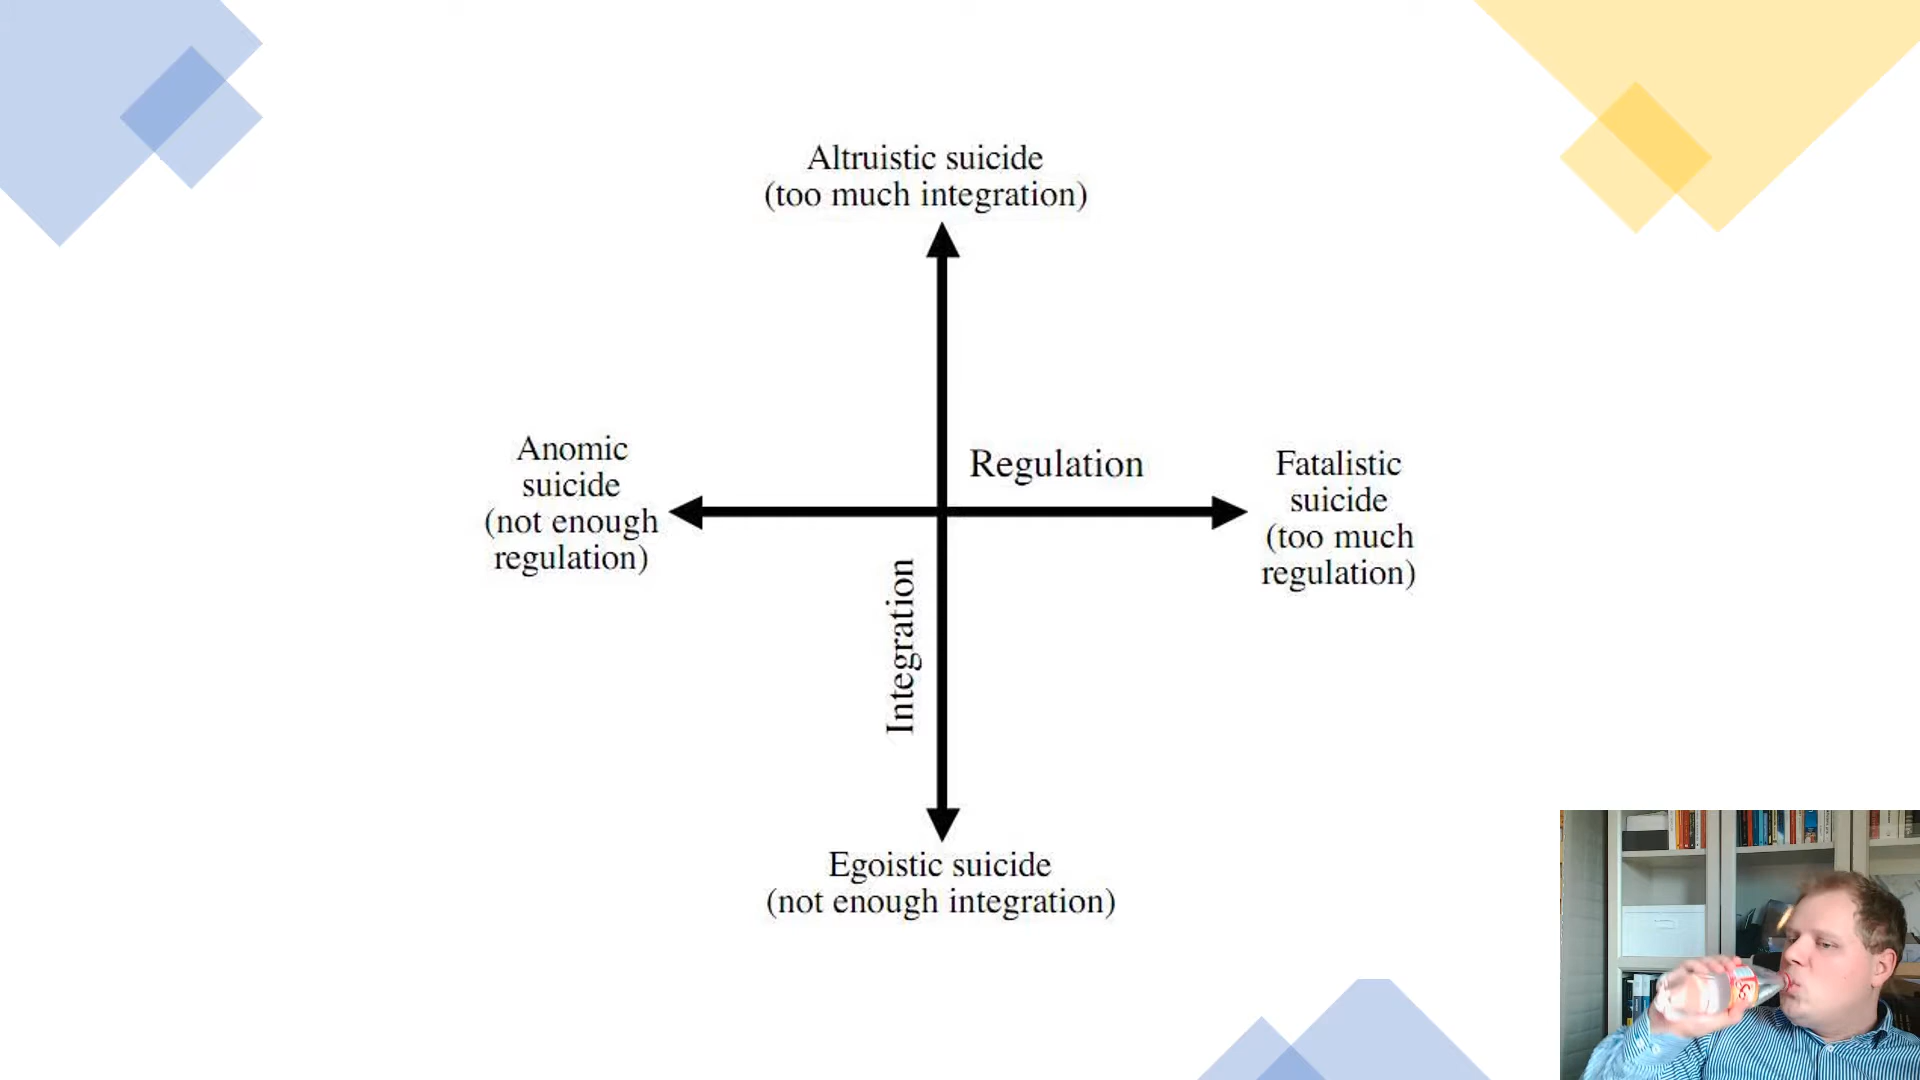 Altruistic suicide
(too much integration)
Anomic
suicide
(not enough
regulation)
Regulation
Fatalistic
suicide
(too much
regulation)
Integration
Egoistic suicide
(not enough integration)